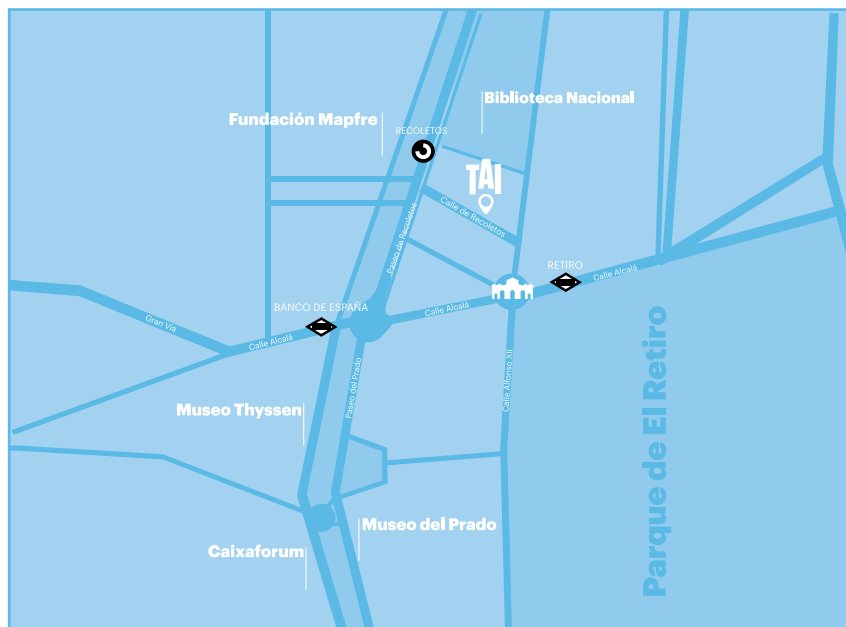 Biblioteca Nacional
Fundación Mapfre
RECOLETOS
TAI
Calle de Recoletos
Paseo de Recoletos
RETIRO
Calle Alcalá
BANCO DE ESPAÑA
Calle Alcalá
Gran Vía
Calle Alcalá
Paseo del Prado
Calle Alfonso XII
Parque de El Retiro
Museo Thyssen
Museo del Prado
Caixaforum